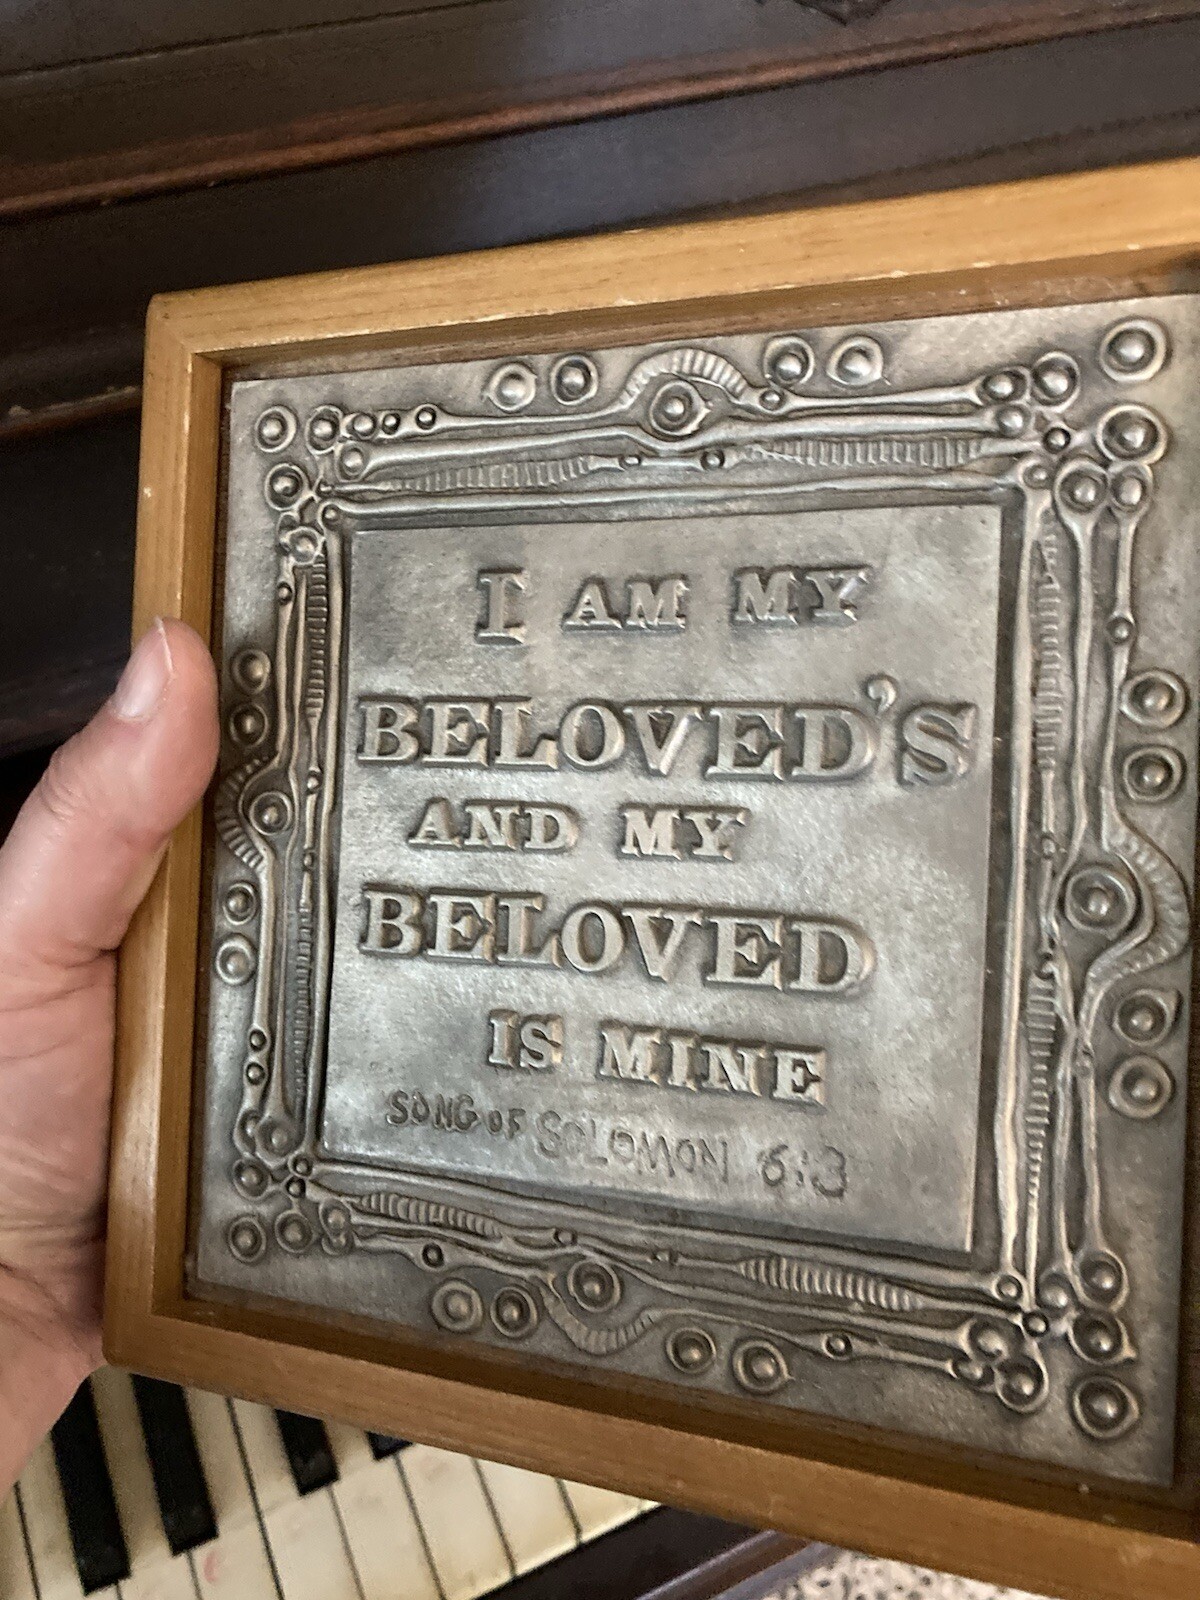 I AM MY
BELOVED'S
AND MY
BELOVED
IS MINE
SONG OF SOLOMON 6:3